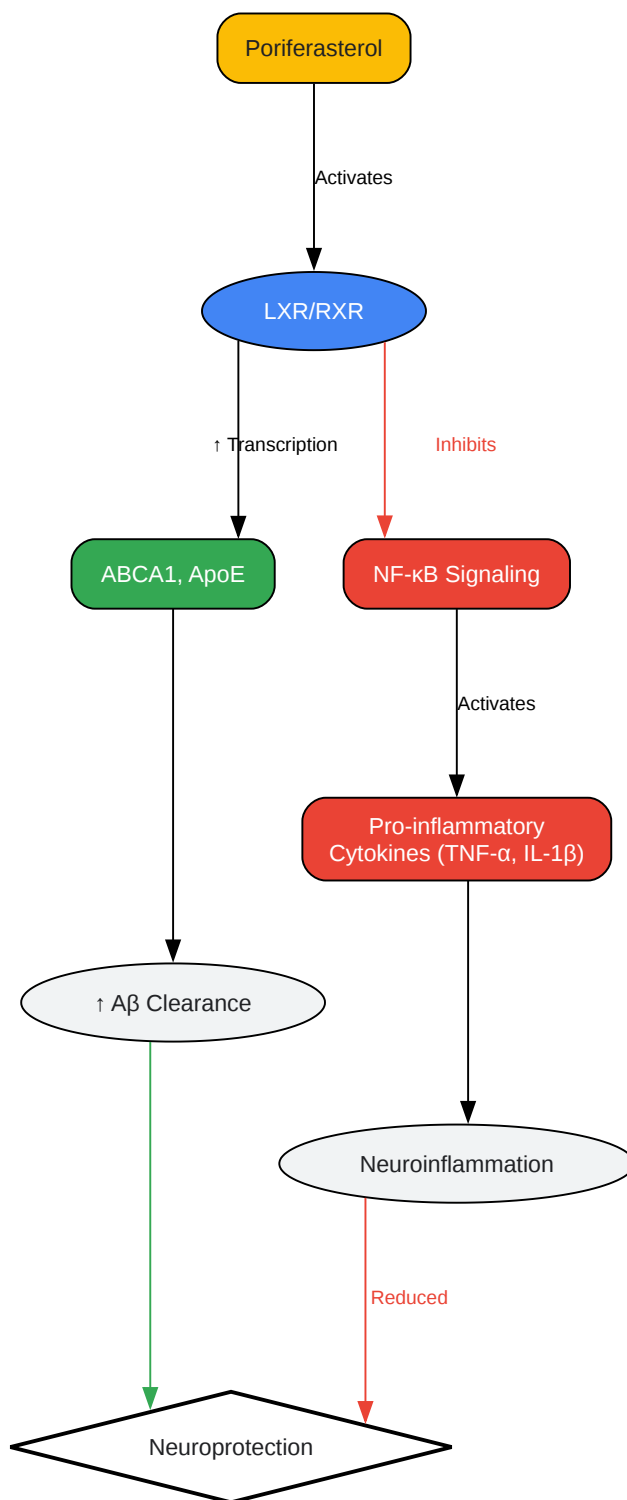 Poriferasterol
Activates
LXR/RXR
↑ Transcription
Inhibits
ABCA1, ApoE
NF-κB Signaling
Activates
Pro-inflammatory
Cytokines (TNF-α, IL-1β)
↑ Aβ Clearance
Neuroinflammation
Reduced
Neuroprotection